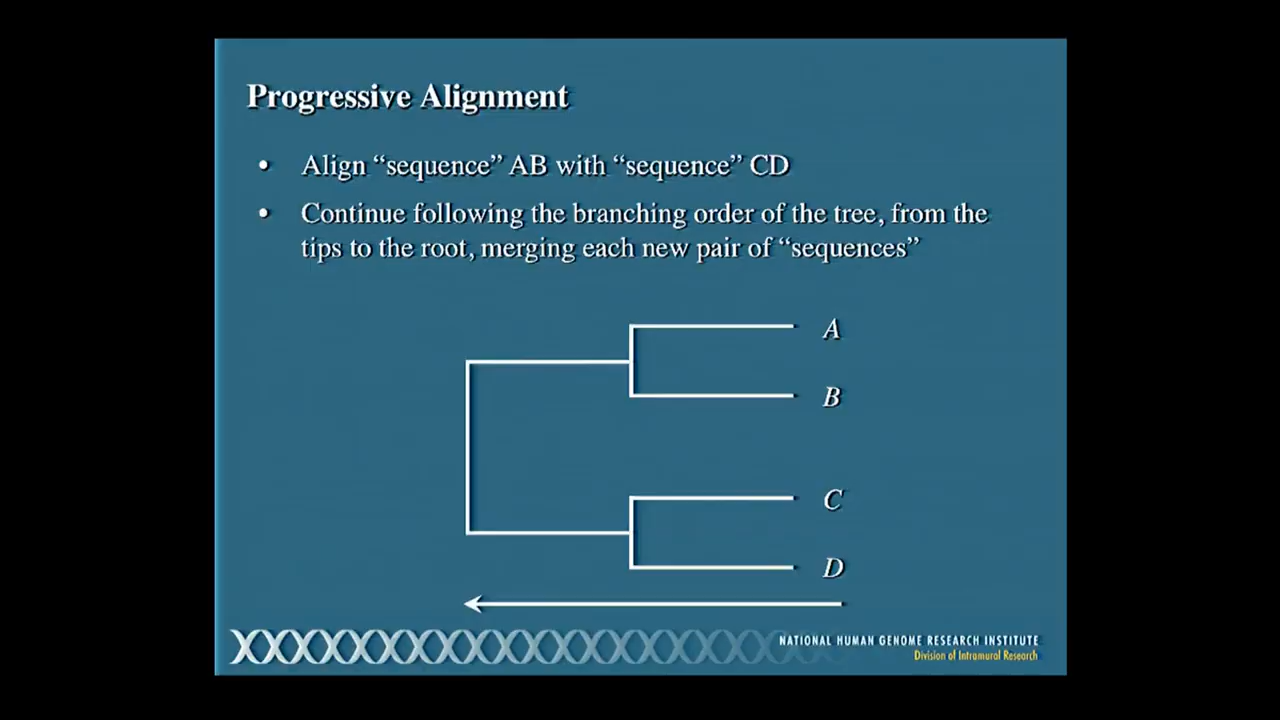 Progressive Alignment
• Align “sequence” AB with “sequence” CD
• Continue following the branching order of the tree, from the
tips to the root, merging each new pair of “sequences”
A
B
C
D
NATIONAL HUMAN GENOME RESEARCH INSTITUTE
Division of Intramural Research